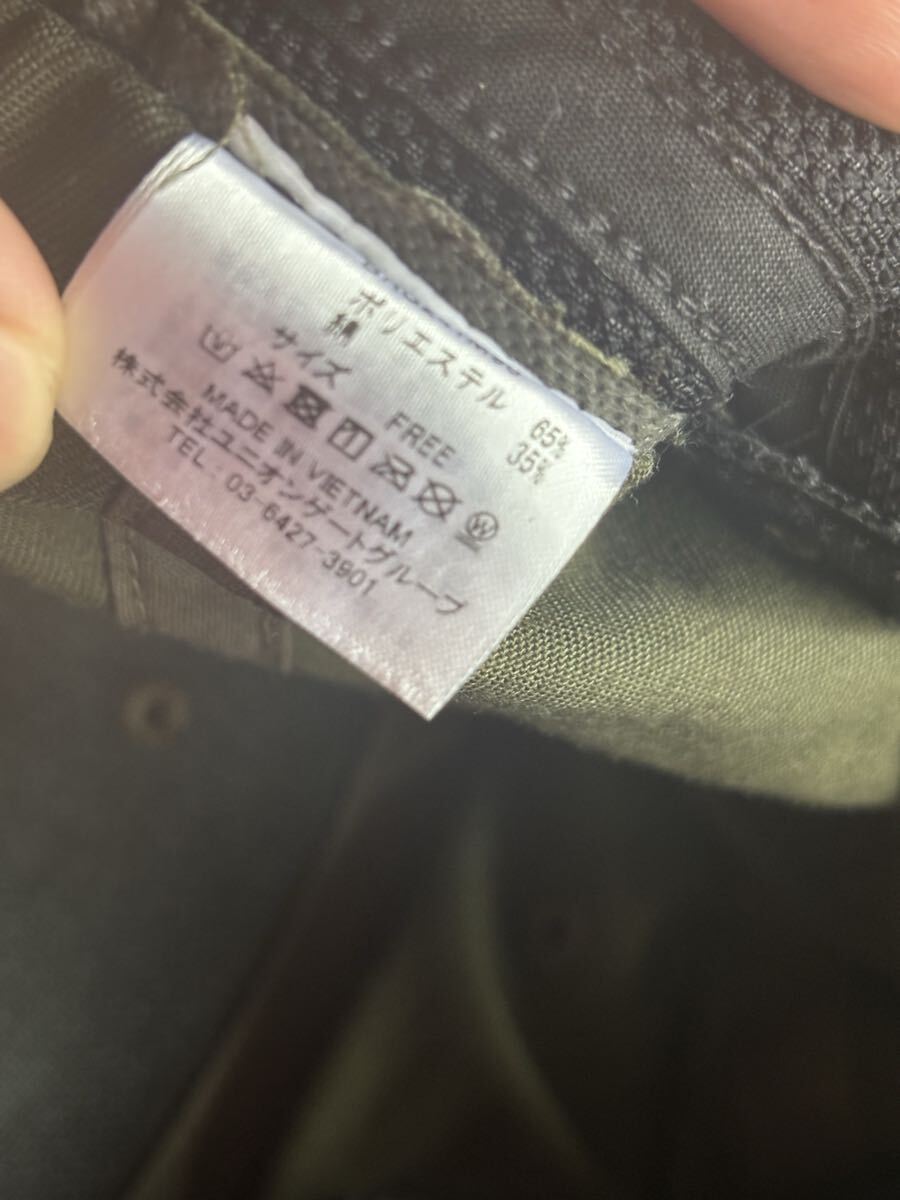 ポリエステル 65%
綿 35%
サイズ FREE
MADE IN VIETNAM
株式会社ユニオンゲートグループ
TEL:03-6427-3901